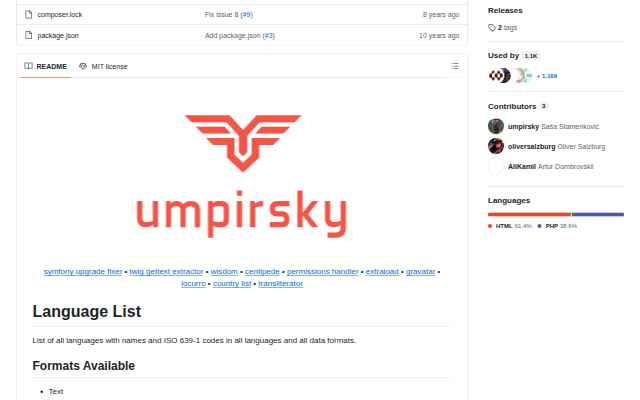 composer.lock Fix issue 8 (#9) 8 years ago
package.json Add package.json (#3) 10 years ago
README MIT license
umpirsky
symfony upgrade fixer • twig gettext extractor • wisdom • centipede • permissions handler • extraload • gravatar •
locurro • country list • transliterator
Language List
List of all languages with names and ISO 639-1 codes in all languages and all data formats.
Formats Available
• Text
Releases
2 tags
Used by 1.1K
+ 1,169
Contributors 3
umpirsky Saša Stamenković
oliversalzburg Oliver Salzburg
AliKamil Artur Dombrovskii
Languages
HTML 61.4% PHP 38.6%